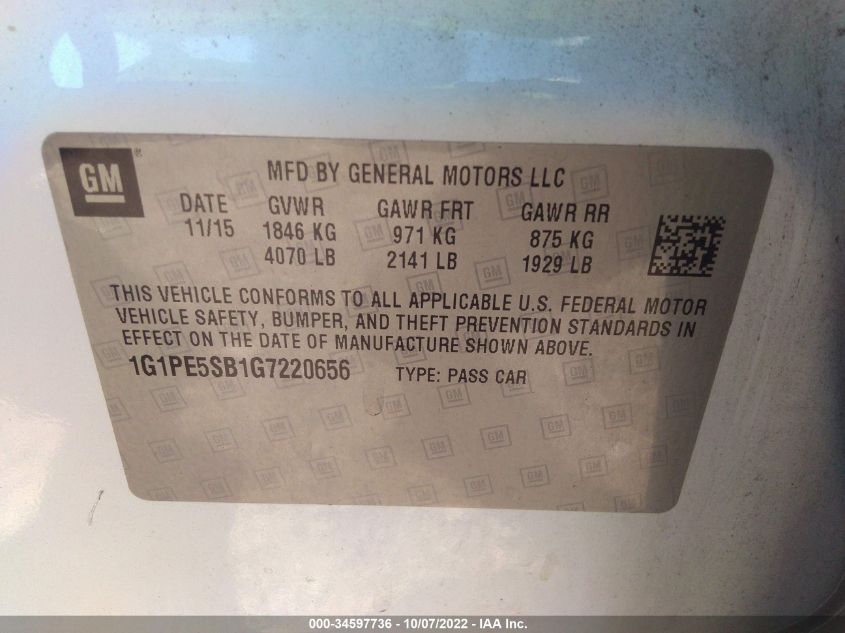 GM
MFD BY GENERAL MOTORS LLC
DATE GVWR GAWR FRT GAWR RR
11/15 1846 KG 971 KG 875 KG
4070 LB 2141 LB 1929 LB
THIS VEHICLE CONFORMS TO ALL APPLICABLE U.S. FEDERAL MOTOR
VEHICLE SAFETY, BUMPER, AND THEFT PREVENTION STANDARDS IN
EFFECT ON THE DATE OF MANUFACTURE SHOWN ABOVE.
1G1PE5SB1G7220656 TYPE: PASS CAR
000-34597736 - 10/07/2022 - IAA Inc.